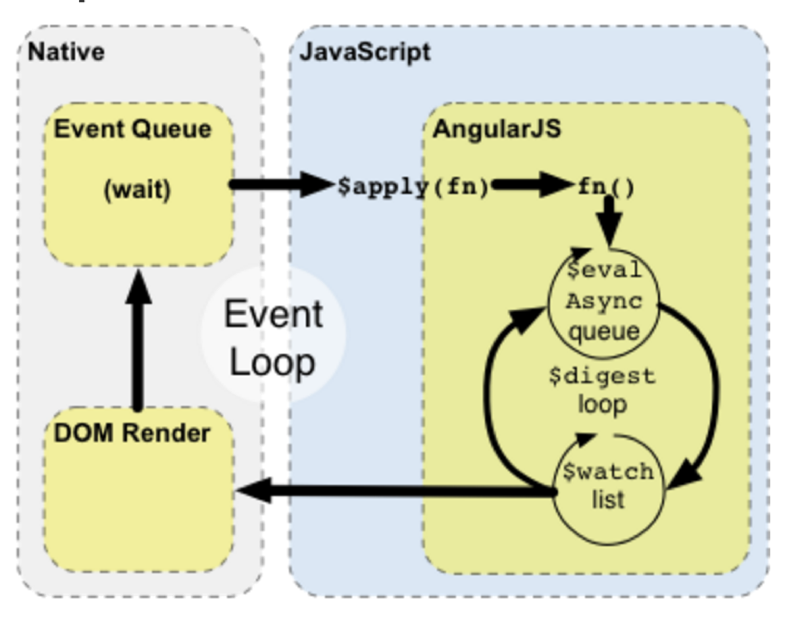 Native
JavaScript
Event Queue
(wait)
AngularJS
$apply(fn)
fn()
$eval
Async
queue
$digest
loop
$watch
list
Event
Loop
DOM Render